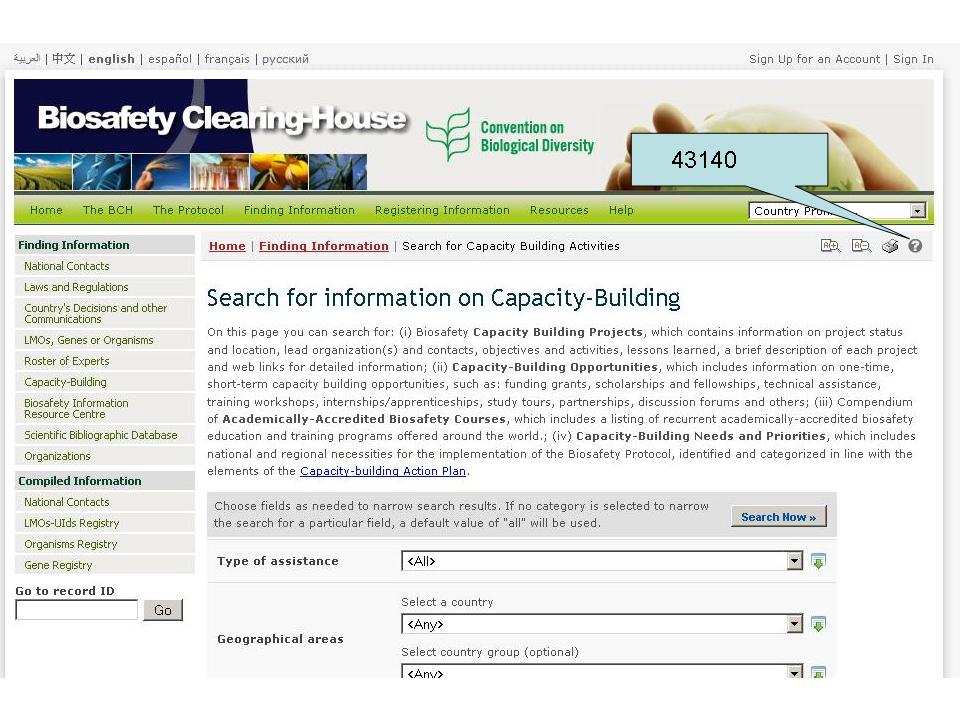 العربية | 中文 | english | español | français | русский
Sign Up for an Account | Sign In
Biosafety Clearing-House
Convention on
Biological Diversity
43140
Home The BCH The Protocol Finding Information Registering Information Resources Help
Country
Finding Information
National Contacts
Laws and Regulations
Country's Decisions and other
Communications
LMOs, Genes or Organisms
Roster of Experts
Capacity-Building
Biosafety Information
Resource Centre
Scientific Bibliographic Database
Organizations
Compiled Information
National Contacts
LMOs-UIds Registry
Organisms Registry
Gene Registry
Go to record ID
Go
Home | Finding Information | Search for Capacity Building Activities
Search for information on Capacity-Building
On this page you can search for: (i) Biosafety Capacity Building Projects, which contains information on project status
and location, lead organization(s) and contacts, objectives and activities, lessons learned, a brief description of each project
and web links for detailed information; (ii) Capacity-Building Opportunities, which includes information on one-time,
short-term capacity building opportunities, such as: funding grants, scholarships and fellowships, technical assistance,
training workshops, internships/apprenticeships, study tours, partnerships, discussion forums and others; (iii) Compendium
of Academically-Accredited Biosafety Courses, which includes a listing of recurrent academically-accredited biosafety
education and training programs offered around the world.; (iv) Capacity-Building Needs and Priorities, which includes
national and regional necessities for the implementation of the Biosafety Protocol, identified and categorized in line with the
elements of the Capacity-building Action Plan.
Choose fields as needed to narrow search results. If no category is selected to narrow
the search for a particular field, a default value of "all" will be used.
Search Now »
Type of assistance
<All>
Geographical areas
Select a country
<Any>
Select country group (optional)
<Any>